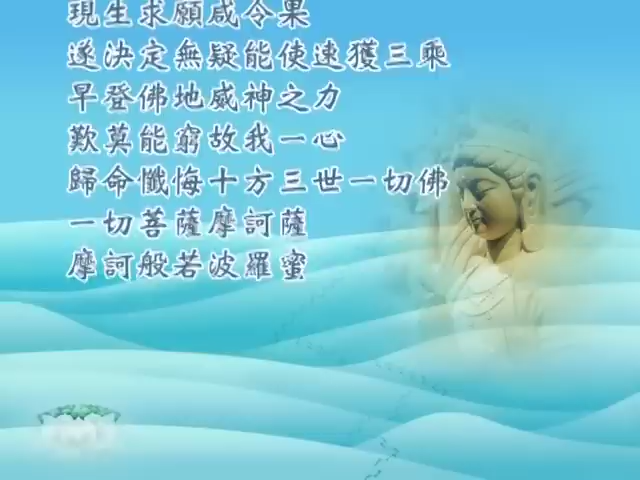 現生求願咸令果
遂決定無疑能使速獲三乘
早登佛地威神之力
歎莫能窮故我一心
歸命懺悔十方三世一切佛
一切菩薩摩訶薩
摩訶般若波羅蜜